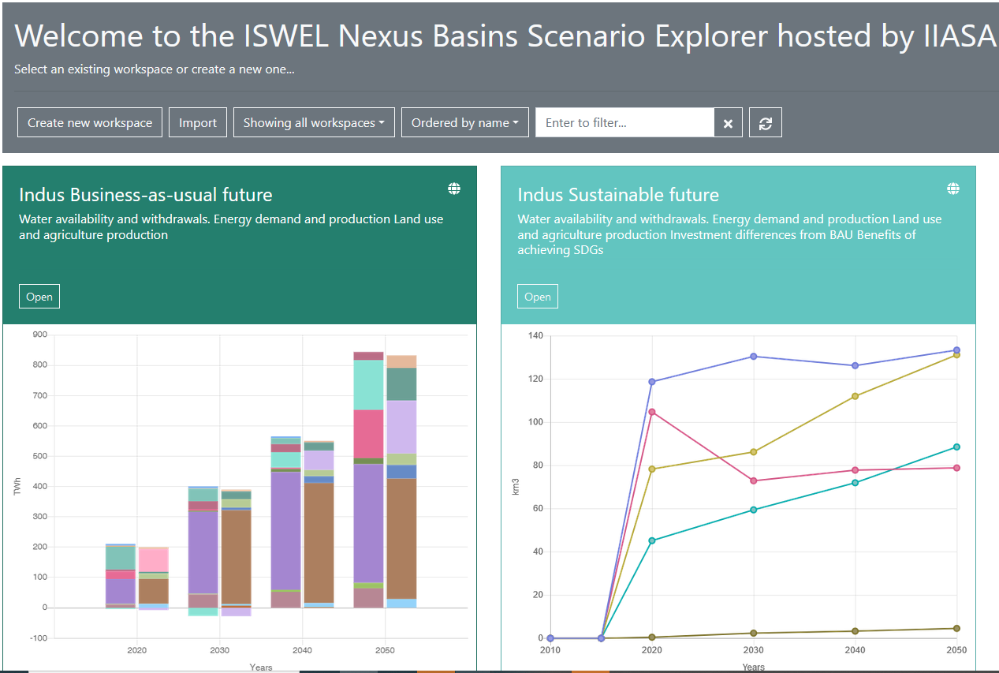 Welcome to the ISWEL Nexus Basins Scenario Explorer hosted by IIASA
Select an existing workspace or create a new one...
Create new workspace
Import
Showing all workspaces
Ordered by name
Enter to filter...
Indus Business-as-usual future
Water availability and withdrawals. Energy demand and production Land use
and agriculture production
Open
900
800
700
600
500
400
300
200
100
0
-100
TWh
2020
2030
2040
2050
Years
Indus Sustainable future
Water availability and withdrawals. Energy demand and production Land use
and agriculture production Investment differences from BAU Benefits of
achieving SDGs
Open
140
120
100
80
60
40
20
0
km3
2010
2020
2030
2040
2050
Years